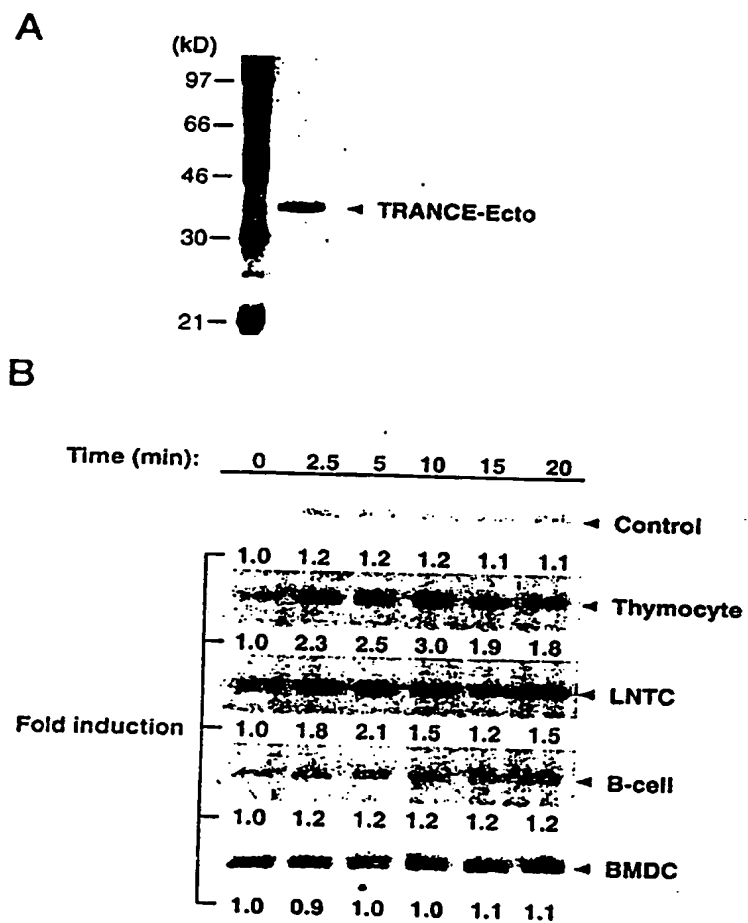 A
(kD)
97
66
46
TRANCE-Ecto
30
21
B
Time (min): 0 2.5 5 10 15 20
Control
1.0 1.2 1.2 1.2 1.1 1.1
Thymocyte
1.0 2.3 2.5 3.0 1.9 1.8
LNTC
Fold induction 1.0 1.8 2.1 1.5 1.2 1.5
B-cell
1.0 1.2 1.2 1.2 1.2 1.2
BMDC
1.0 0.9 1.0 1.0 1.1 1.1